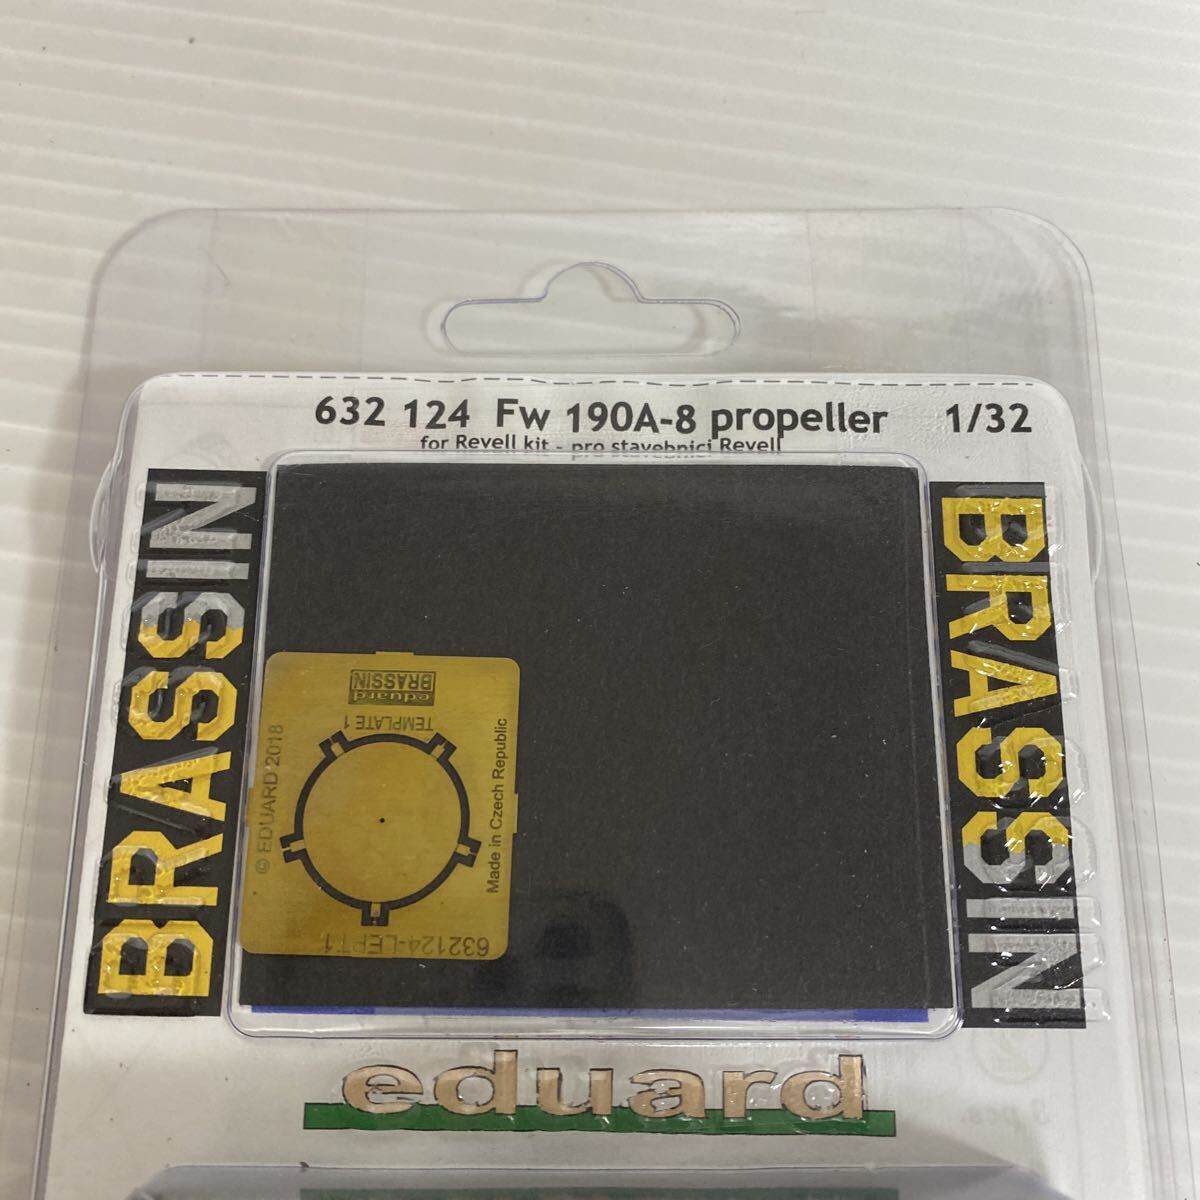 632 124 Fw 190A-8 propeller 1/32
for Revell kit - pro stavebnici Revell
BRASSIN
BRASSIN
eduard
BRASSIN
TEMPLATE 1
© EDUARD 2018
Made in Czech Republic
632124-LEPT1
eduard